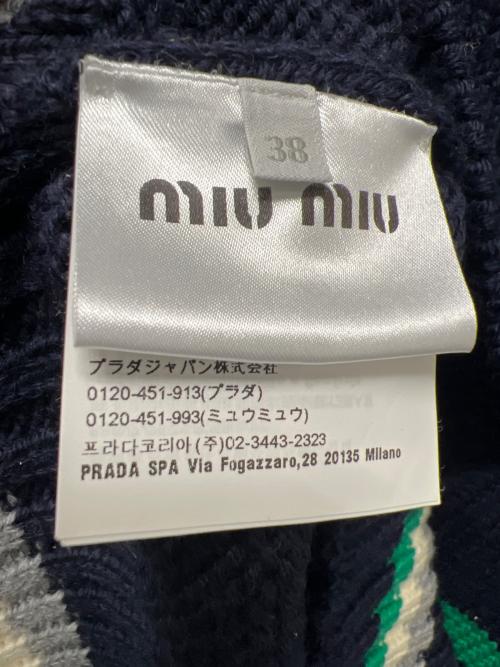 38
miu miu
プラダジャパン株式会社
0120-451-913(プラダ)
0120-451-993(ミュウミュウ)
프라다코리아(주)02-3443-2323
PRADA SPA Via Fogazzaro,28 20135 Milano